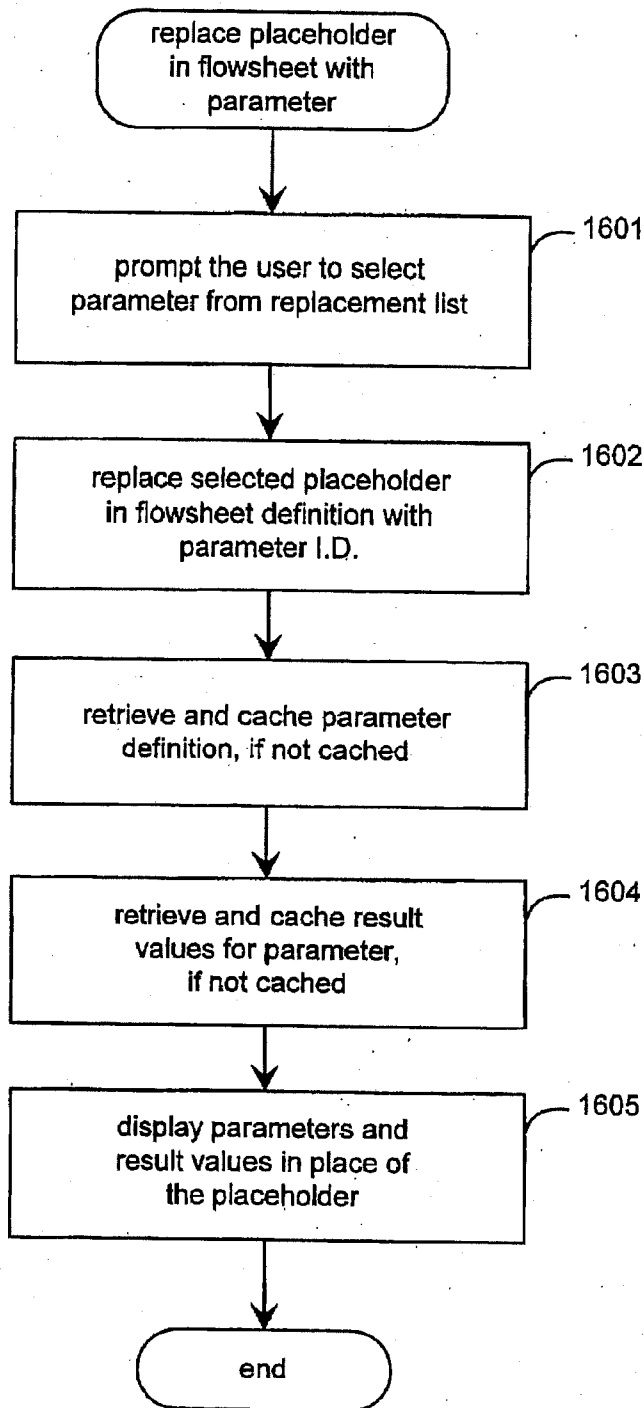 replace placeholder
in flowsheet with
parameter
1601
prompt the user to select
parameter from replacement list
1602
replace selected placeholder
in flowsheet definition with
parameter I.D.
1603
retrieve and cache parameter
definition, if not cached
1604
retrieve and cache result
values for parameter,
if not cached
1605
display parameters and
result values in place of
the placeholder
end